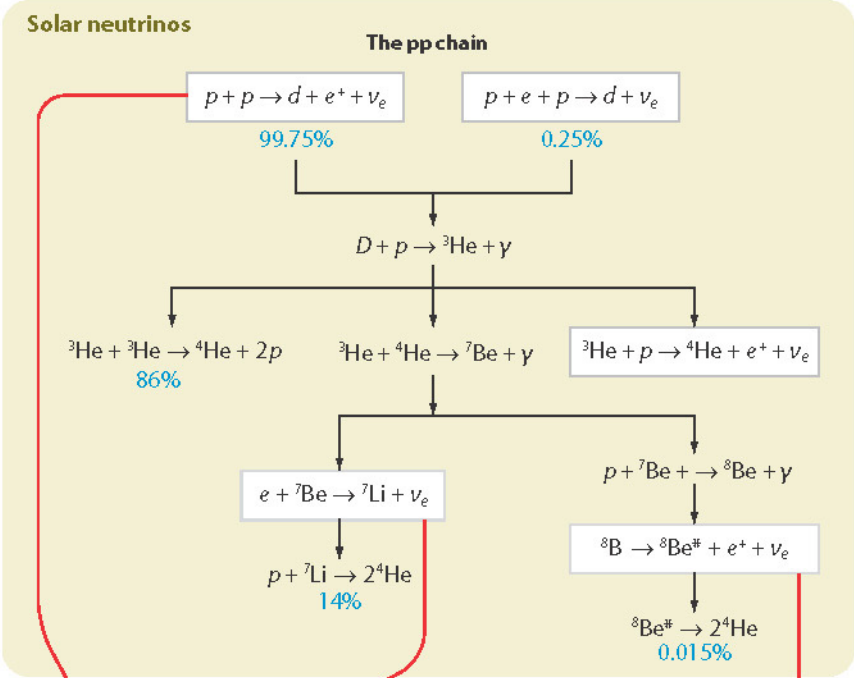 Solar neutrinos
The pp chain
p + p → d + e⁺ + νₑ
p + e + p → d + νₑ
99.75%
0.25%
D + p → ³He + γ
³He + ³He → ⁴He + 2p
³He + ⁴He → ⁷Be + γ
³He + p → ⁴He + e⁺ + νₑ
86%
p + ⁷Be + → ⁸Be + γ
e + ⁷Be → ⁷Li + νₑ
⁸B → ⁸Be⁎ + e⁺ + νₑ
p + ⁷Li → 2⁴He
14%
⁸Be⁎ → 2⁴He
0.015%